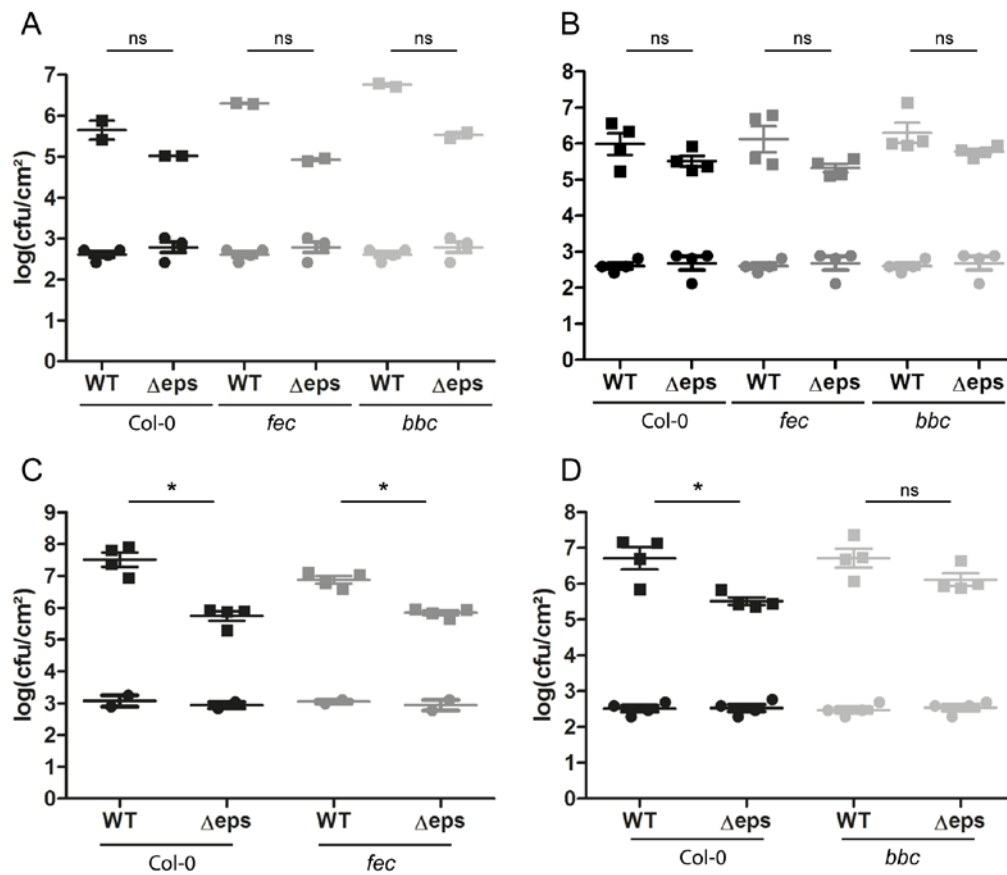 A
ns ns ns
log(cfu/cm²)
7
6
5
4
3
2
1
0
WT Δeps WT Δeps WT Δeps
Col-0 fec bbc
B
ns ns ns
log(cfu/cm²)
8
7
6
5
4
3
2
1
0
WT Δeps WT Δeps WT Δeps
Col-0 fec bbc
C
* *
log(cfu/cm²)
9
8
7
6
5
4
3
2
1
0
WT Δeps WT Δeps
Col-0 fec
D
* ns
log(cfu/cm²)
8
7
6
5
4
3
2
1
0
WT Δeps WT Δeps
Col-0 bbc